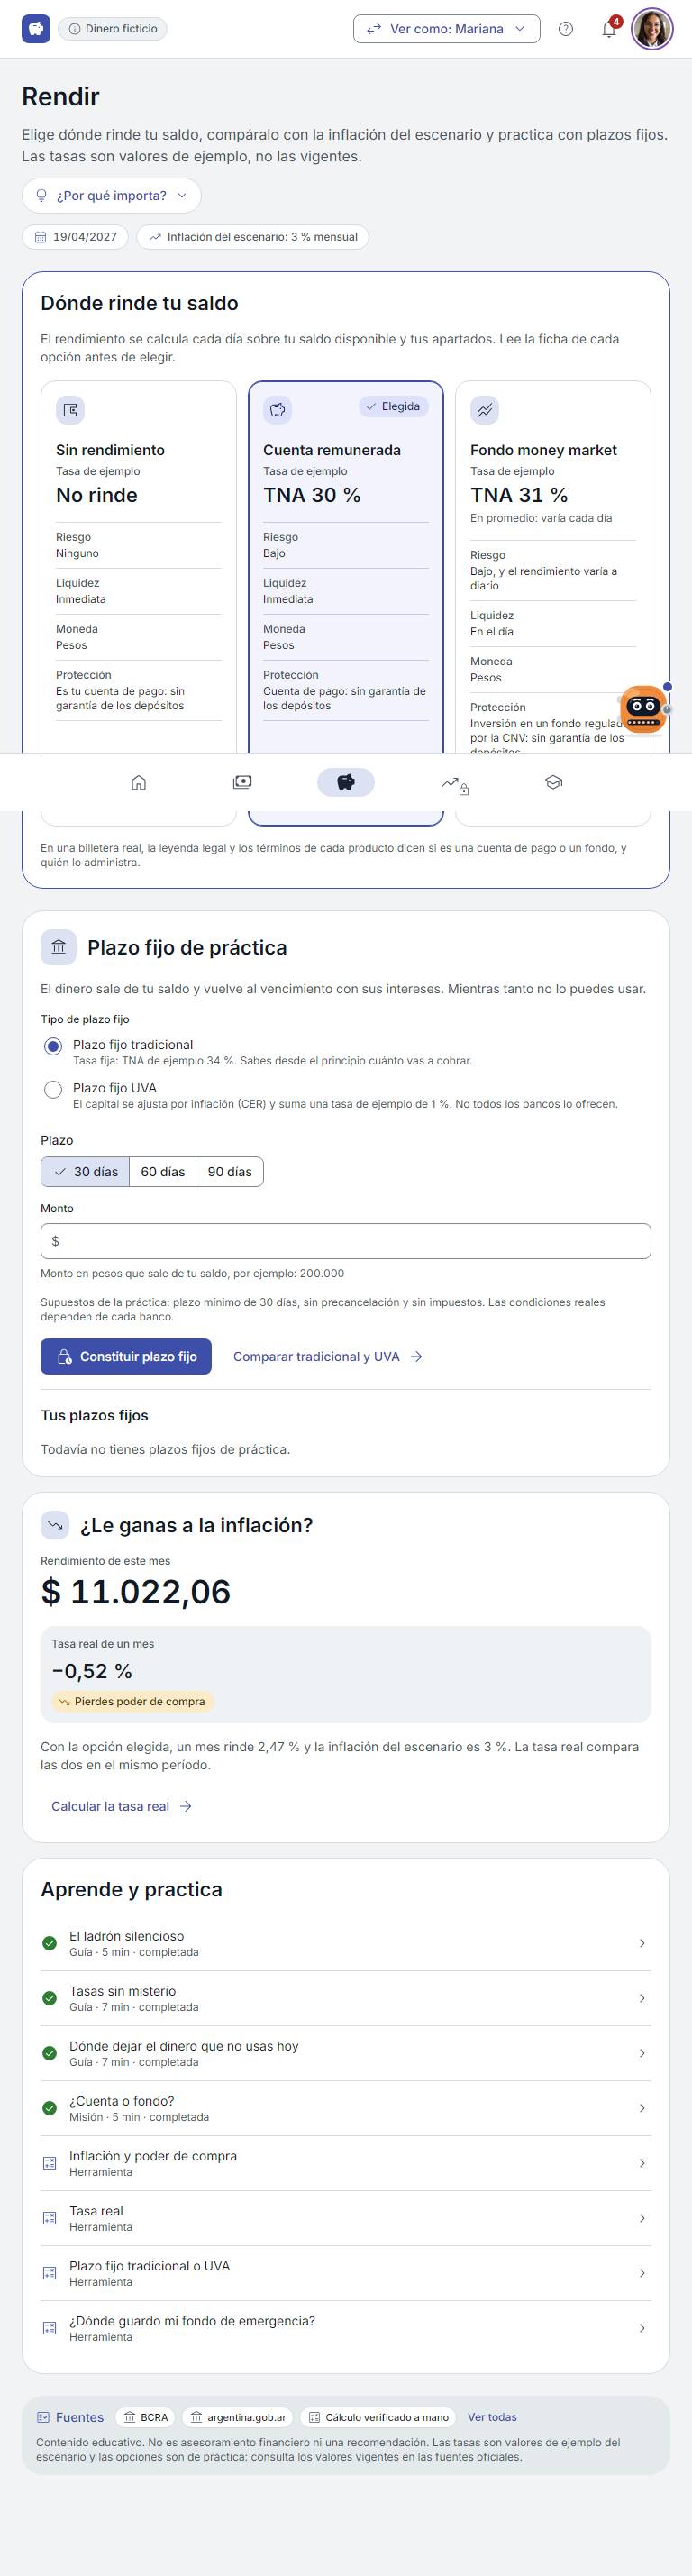 Dinero ficticio
Ver como: Mariana
4
Rendir
Elige dónde rinde tu saldo, compáralo con la inflación del escenario y practica con plazos fijos.
Las tasas son valores de ejemplo, no las vigentes.
¿Por qué importa?
19/04/2027
Inflación del escenario: 3 % mensual
Dónde rinde tu saldo
El rendimiento se calcula cada día sobre tu saldo disponible y tus apartados. Lee la ficha de cada
opción antes de elegir.
Sin rendimiento
Tasa de ejemplo
No rinde
Riesgo
Ninguno
Liquidez
Inmediata
Moneda
Pesos
Protección
Es tu cuenta de pago: sin
garantía de los depósitos
Elegida
Cuenta remunerada
Tasa de ejemplo
TNA 30 %
Riesgo
Bajo
Liquidez
Inmediata
Moneda
Pesos
Protección
Cuenta de pago: sin garantía de
los depósitos
Fondo money market
Tasa de ejemplo
TNA 31 %
En promedio: varía cada día
Riesgo
Bajo, y el rendimiento varía a
diario
Liquidez
En el día
Moneda
Pesos
Protección
Inversión en un fondo regulad
por la CNV: sin garantía de los
depósitos
En una billetera real, la leyenda legal y los términos de cada producto dicen si es una cuenta de pago o un fondo, y
quién lo administra.
Plazo fijo de práctica
El dinero sale de tu saldo y vuelve al vencimiento con sus intereses. Mientras tanto no lo puedes usar.
Tipo de plazo fijo
Plazo fijo tradicional
Tasa fija: TNA de ejemplo 34 %. Sabes desde el principio cuánto vas a cobrar.
Plazo fijo UVA
El capital se ajusta por inflación (CER) y suma una tasa de ejemplo de 1 %. No todos los bancos lo ofrecen.
Plazo
30 días
60 días
90 días
Monto
$
Monto en pesos que sale de tu saldo, por ejemplo: 200.000
Supuestos de la práctica: plazo mínimo de 30 días, sin precancelación y sin impuestos. Las condiciones reales
dependen de cada banco.
Constituir plazo fijo
Comparar tradicional y UVA
Tus plazos fijos
Todavía no tienes plazos fijos de práctica.
¿Le ganas a la inflación?
Rendimiento de este mes
$ 11.022,06
Tasa real de un mes
−0,52 %
Pierdes poder de compra
Con la opción elegida, un mes rinde 2,47 % y la inflación del escenario es 3 %. La tasa real compara
las dos en el mismo período.
Calcular la tasa real
Aprende y practica
El ladrón silencioso
Guía · 5 min · completada
Tasas sin misterio
Guía · 7 min · completada
Dónde dejar el dinero que no usas hoy
Guía · 7 min · completada
¿Cuenta o fondo?
Misión · 5 min · completada
Inflación y poder de compra
Herramienta
Tasa real
Herramienta
Plazo fijo tradicional o UVA
Herramienta
¿Dónde guardo mi fondo de emergencia?
Herramienta
Fuentes
BCRA
argentina.gob.ar
Cálculo verificado a mano
Ver todas
Contenido educativo. No es asesoramiento financiero ni una recomendación. Las tasas son valores de ejemplo del
escenario y las opciones son de práctica: consulta los valores vigentes en las fuentes oficiales.